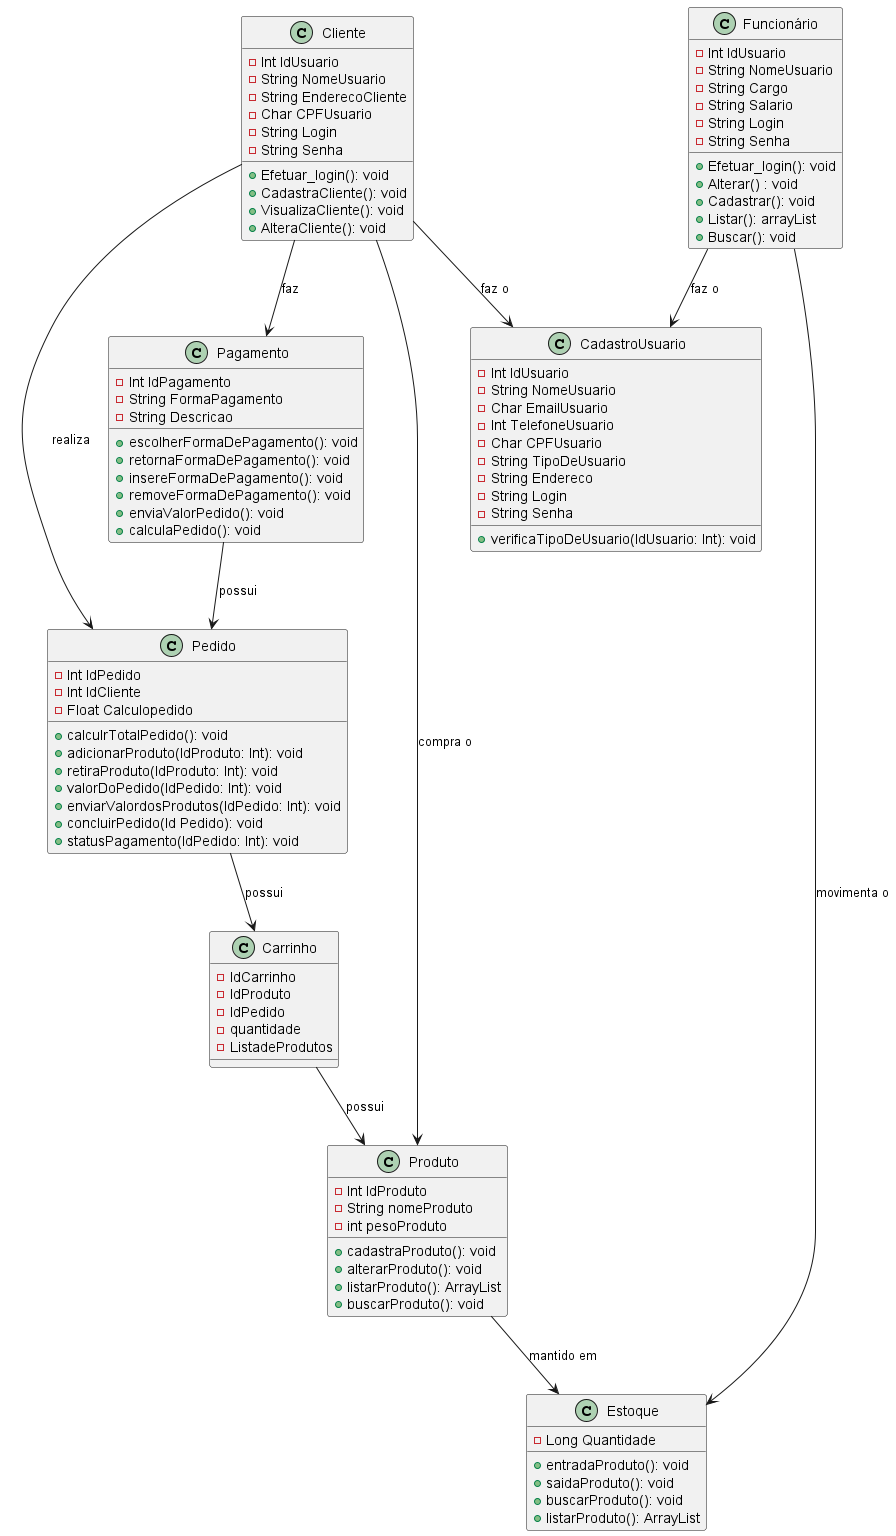 Cliente
Int IdUsuario
String NomeUsuario
String EnderecoCliente
Char CPFUsuario
String Login
String Senha
Efetuar_login(): void
CadastraCliente(): void
VisualizaCliente(): void
AlteraCliente(): void
Funcionário
Int IdUsuario
String NomeUsuario
String Cargo
String Salario
String Login
String Senha
Efetuar_login(): void
Alterar() : void
Cadastrar(): void
Listar(): arrayList
Buscar(): void
faz
faz o
faz o
Pagamento
Int IdPagamento
String FormaPagamento
String Descricao
escolherFormaDePagamento(): void
retornaFormaDePagamento(): void
insereFormaDePagamento(): void
removeFormaDePagamento(): void
enviaValorPedido(): void
calculaPedido(): void
CadastroUsuario
Int IdUsuario
String NomeUsuario
Char EmailUsuario
Int TelefoneUsuario
Char CPFUsuario
String TipoDeUsuario
String Endereco
String Login
String Senha
verificaTipoDeUsuario(IdUsuario: Int): void
realiza
possui
Pedido
Int IdPedido
Int IdCliente
Float Calculopedido
calculrTotalPedido(): void
adicionarProduto(IdProduto: Int): void
retiraProduto(IdProduto: Int): void
valorDoPedido(IdPedido: Int): void
enviarValordosProdutos(IdPedido: Int): void
concluirPedido(Id Pedido): void
statusPagamento(IdPedido: Int): void
compra o
possui
movimenta o
Carrinho
IdCarrinho
IdProduto
IdPedido
quantidade
ListadeProdutos
possui
Produto
Int IdProduto
String nomeProduto
int pesoProduto
cadastraProduto(): void
alterarProduto(): void
listarProduto(): ArrayList
buscarProduto(): void
mantido em
Estoque
Long Quantidade
entradaProduto(): void
saidaProduto(): void
buscarProduto(): void
listarProduto(): ArrayList